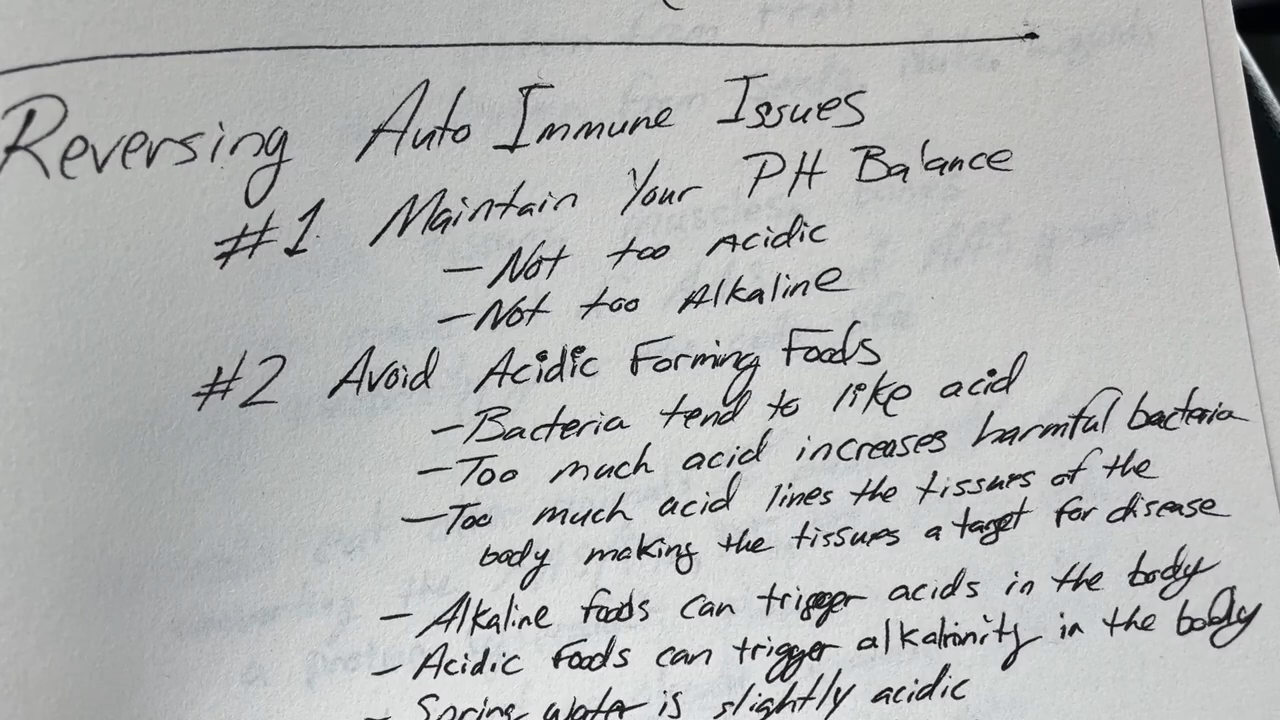 Reversing Auto Immune Issues
#1 Maintain Your PH Balance
- Not too Acidic
- Not too Alkaline
#2 Avoid Acidic Forming Foods
- Bacteria tend to like acid
- Too much acid increases harmful bacteria
- Too much acid lines the tissues of the
body making the tissues a target for disease
- Alkaline foods can trigger acids in the body
- Acidic Foods can trigger alkalinity in the body
- Spring water is slightly acidic